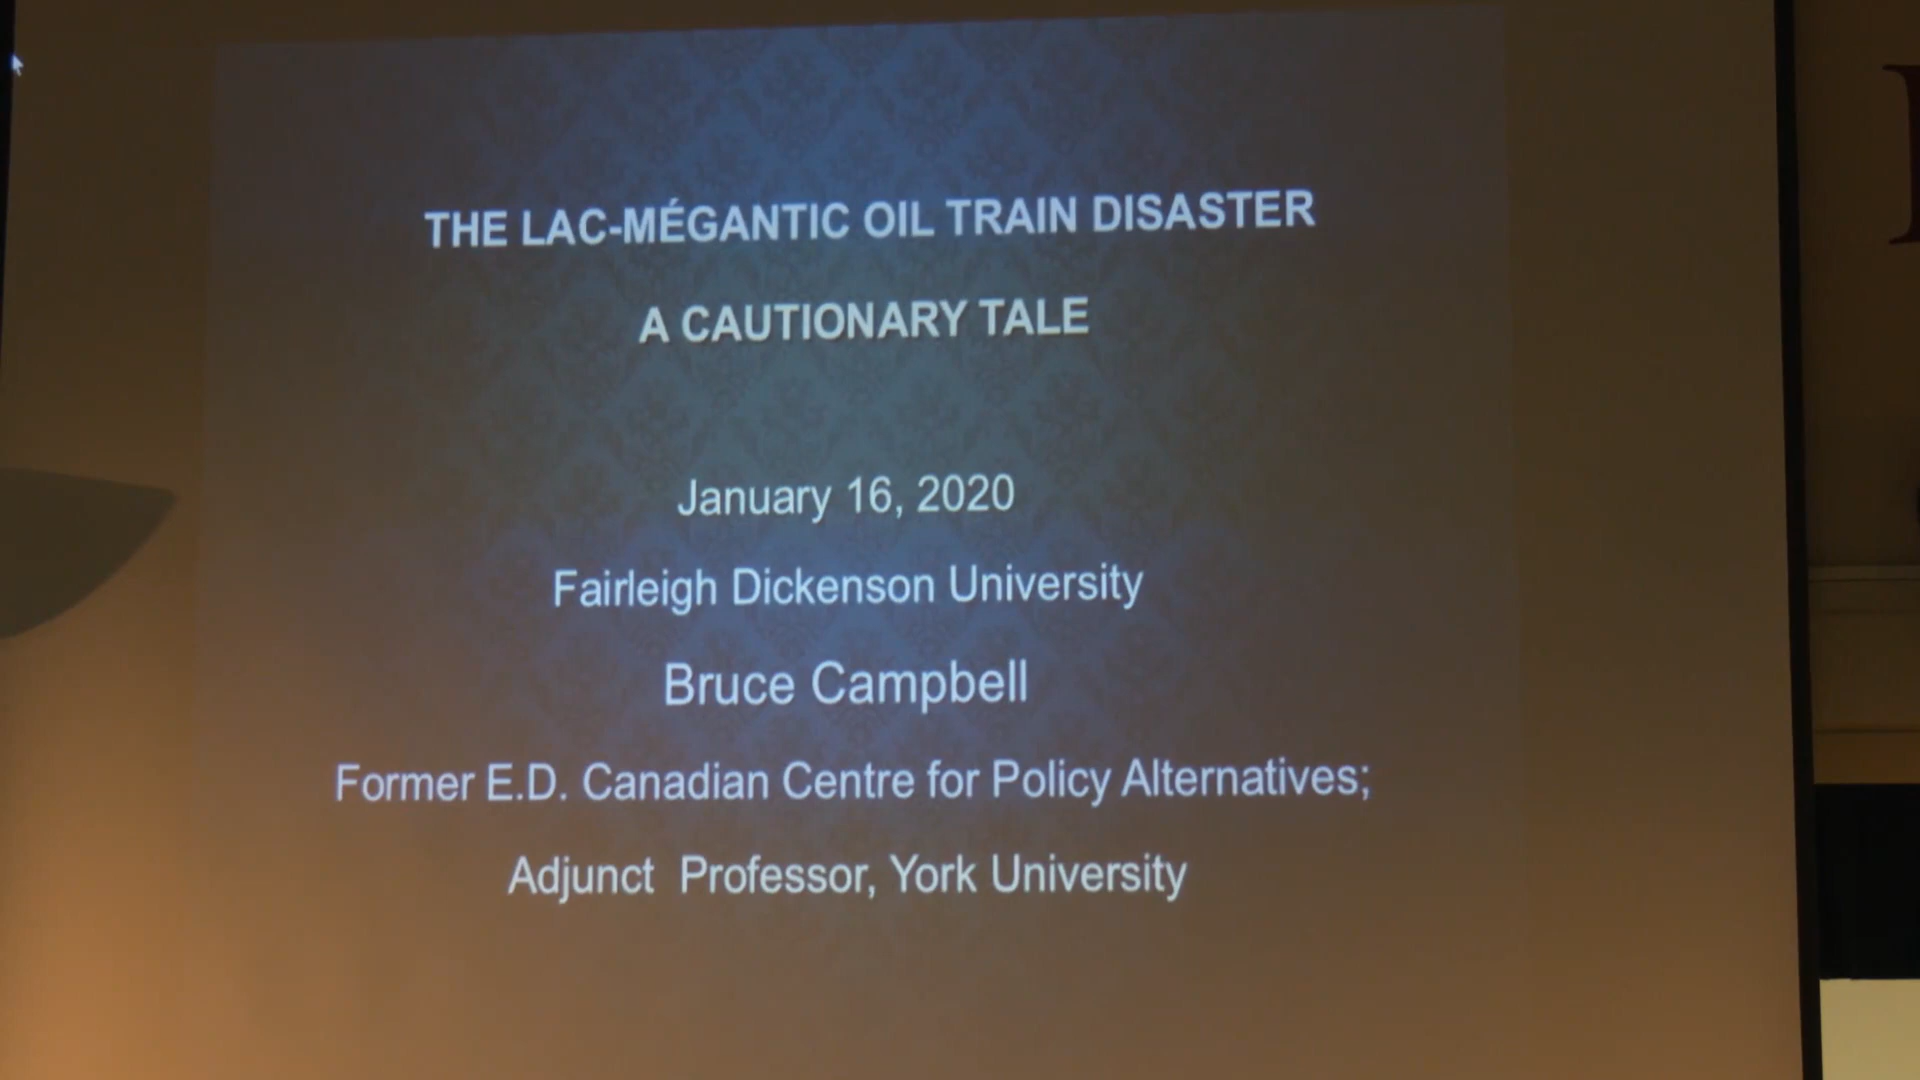 THE LAC-MÉGANTIC OIL TRAIN DISASTER
A CAUTIONARY TALE
January 16, 2020
Fairleigh Dickenson University
Bruce Campbell
Former E.D. Canadian Centre for Policy Alternatives;
Adjunct Professor, York University